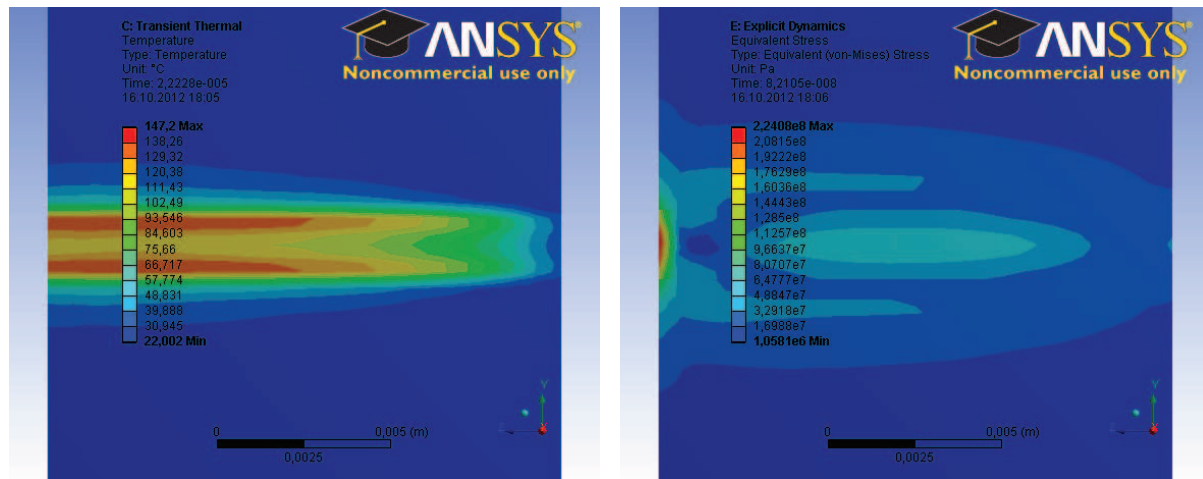 C: Transient Thermal
Temperature
Type: Temperature
Unit: °C
Time: 2,2228e-005
16.10.2012 18:05
147,2 Max
138,26
129,32
120,38
111,43
102,49
93,546
84,603
75,66
66,717
57,774
48,831
39,888
30,945
22,002 Min
ANSYS
Noncommercial use only
0
0,005 (m)
0,0025
Y
X
E: Explicit Dynamics
Equivalent Stress
Type: Equivalent (von-Mises) Stress
Unit: Pa
Time: 8,2105e-008
16.10.2012 18:06
2,2408e8 Max
2,0815e8
1,9222e8
1,7629e8
1,6036e8
1,4443e8
1,285e8
1,1257e8
9,6637e7
8,0707e7
6,4777e7
4,8847e7
3,2918e7
1,6988e7
1,0581e6 Min
ANSYS
Noncommercial use only
0
0,005 (m)
0,0025
Y
X